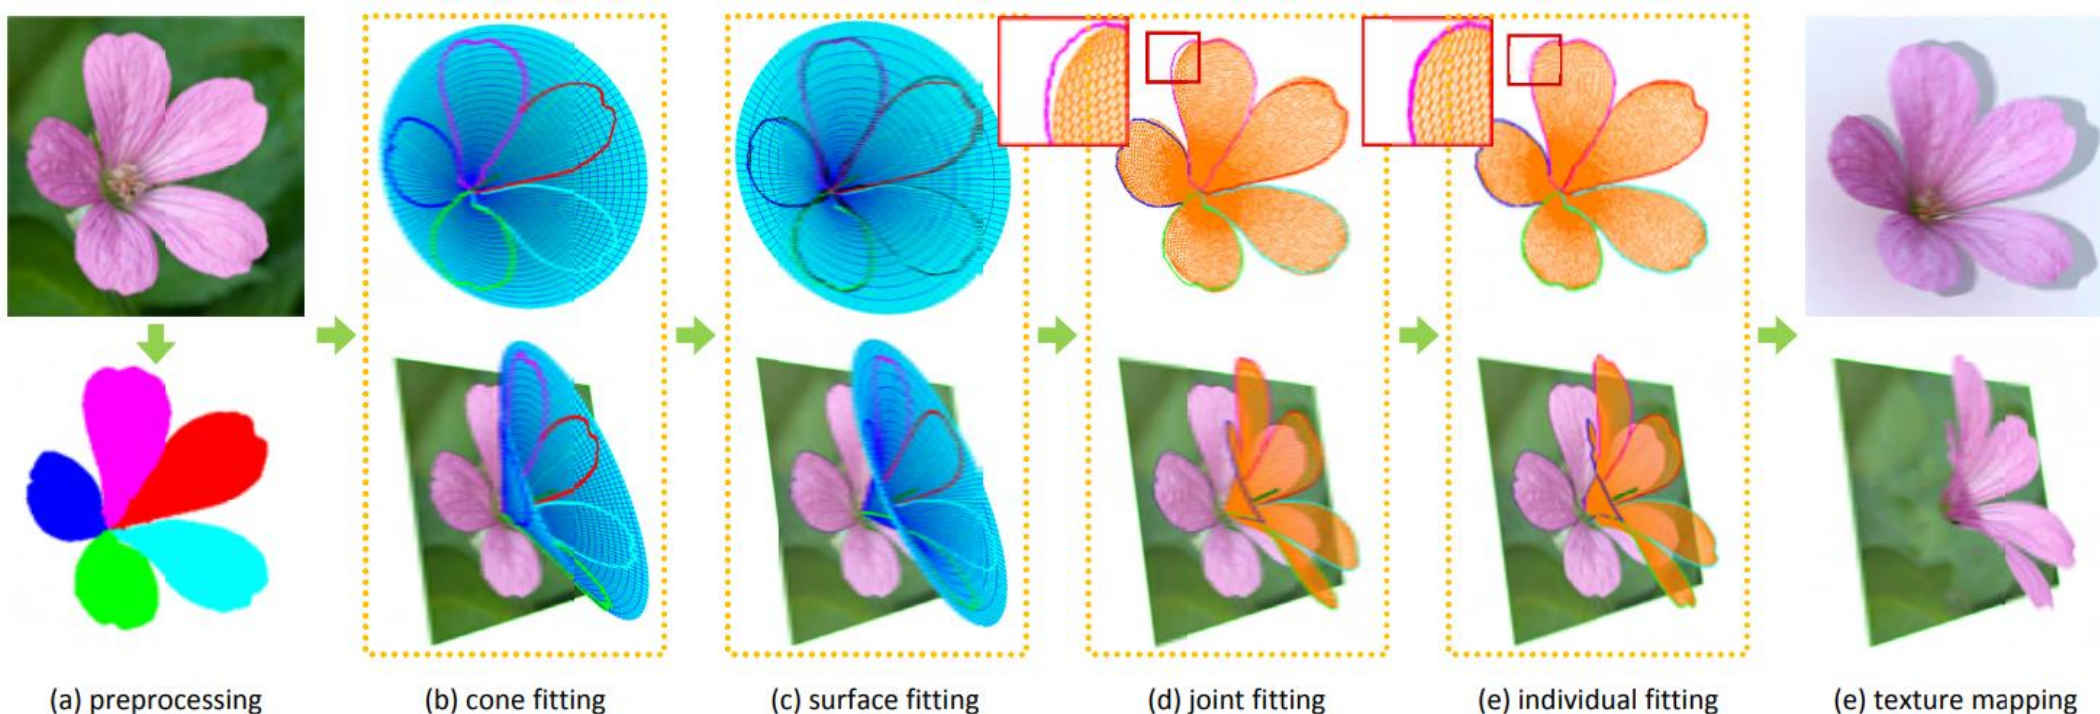 (a) preprocessing
(b) cone fitting
(c) surface fitting
(d) joint fitting
(e) individual fitting
(e) texture mapping